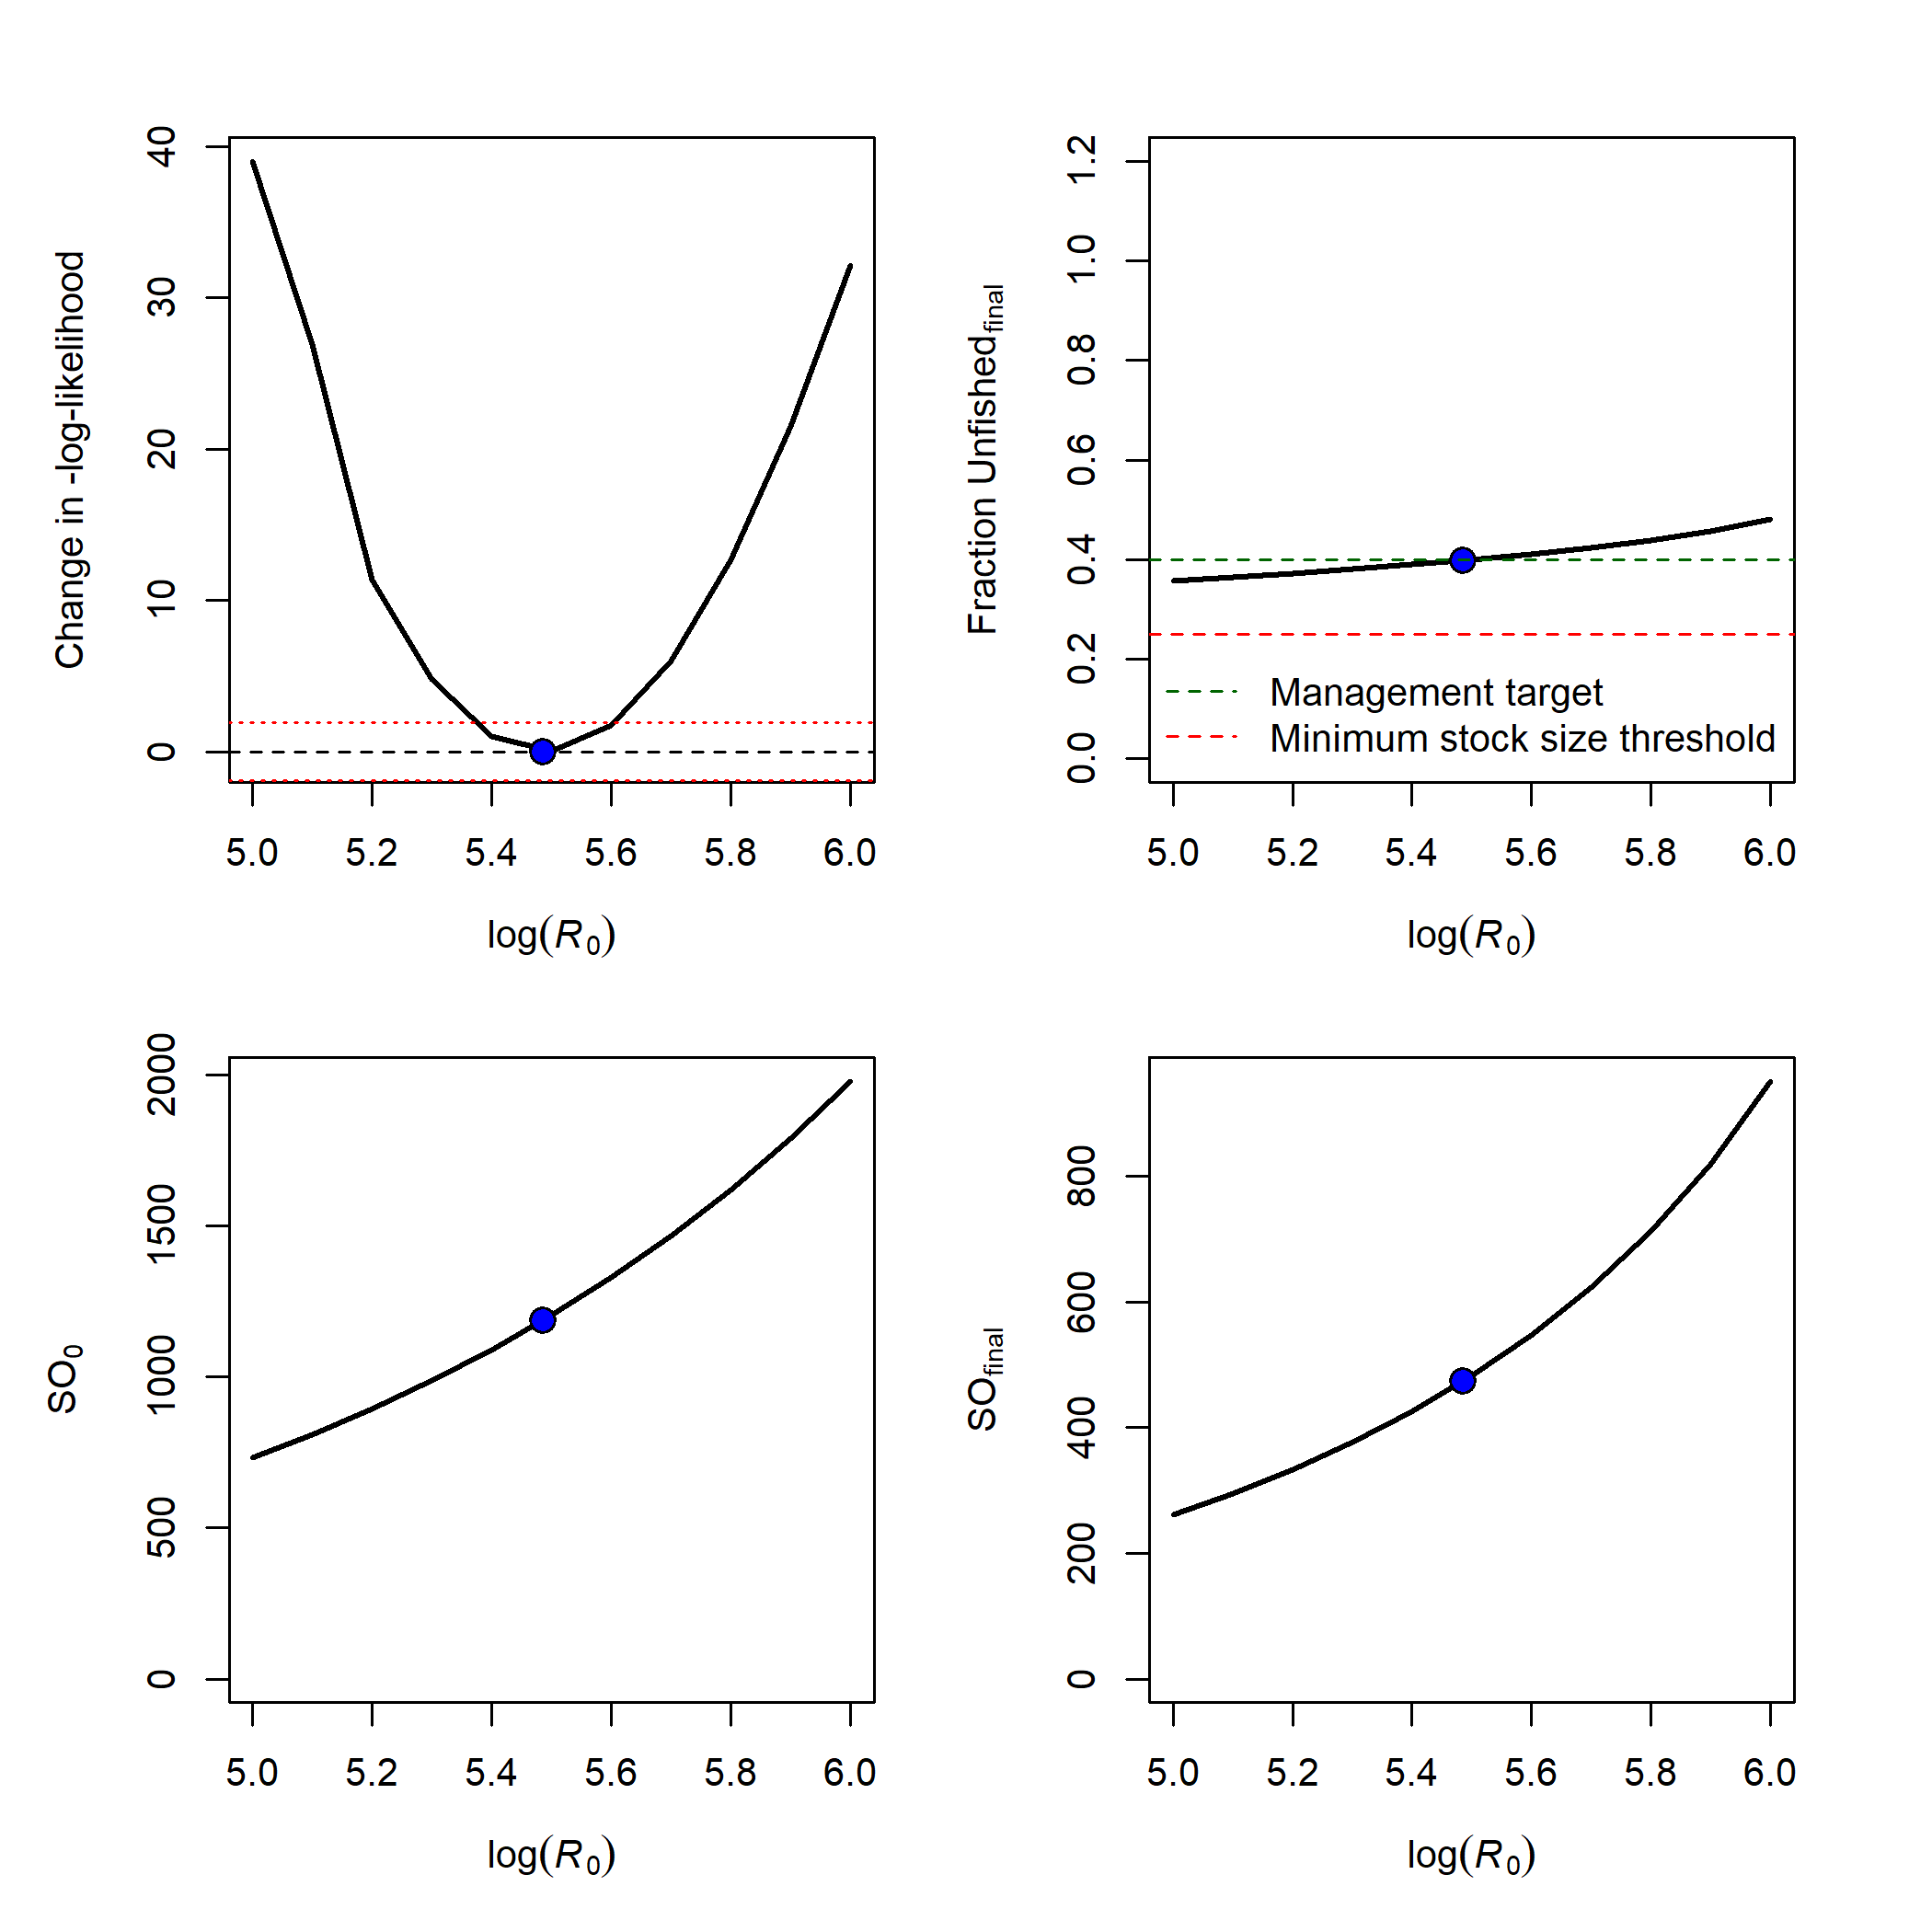 Change in -log-likelihood
40
30
20
10
0
5.0 5.2 5.4 5.6 5.8 6.0
log(R0)
Fraction Unfishedfinal
1.2
1.0
0.8
0.6
0.4
0.2
0.0
Management target
Minimum stock size threshold
5.0 5.2 5.4 5.6 5.8 6.0
log(R0)
SO0
2000
1500
1000
500
0
5.0 5.2 5.4 5.6 5.8 6.0
log(R0)
SOfinal
800
600
400
200
0
5.0 5.2 5.4 5.6 5.8 6.0
log(R0)